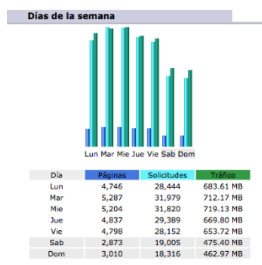 Días de la semana
Lun Mar Mie Jue Vie Sab Dom
Día Páginas Solicitudes Tráfico
Lun 4,746 28,444 683.61 MB
Mar 5,287 31,979 712.17 MB
Mie 5,204 31,820 719.13 MB
Jue 4,837 29,389 669.80 MB
Vie 4,798 28,152 653.72 MB
Sab 2,873 19,005 475.40 MB
Dom 3,010 18,316 462.97 MB